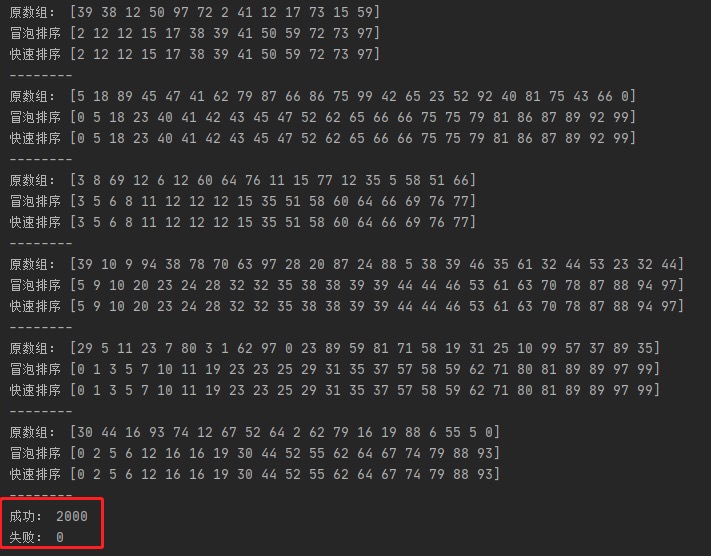 原数组: [39 38 12 50 97 72 2 41 12 17 73 15 59]
冒泡排序 [2 12 12 15 17 38 39 41 50 59 72 73 97]
快速排序 [2 12 12 15 17 38 39 41 50 59 72 73 97]
--------
原数组: [5 18 89 45 47 41 62 79 87 66 86 75 99 42 65 23 52 92 40 81 75 43 66 0]
冒泡排序 [0 5 18 23 40 41 42 43 45 47 52 62 65 66 66 75 75 79 81 86 87 89 92 99]
快速排序 [0 5 18 23 40 41 42 43 45 47 52 62 65 66 66 75 75 79 81 86 87 89 92 99]
--------
原数组: [3 8 69 12 6 12 60 64 76 11 15 77 12 35 5 58 51 66]
冒泡排序 [3 5 6 8 11 12 12 12 15 35 51 58 60 64 66 69 76 77]
快速排序 [3 5 6 8 11 12 12 12 15 35 51 58 60 64 66 69 76 77]
--------
原数组: [39 10 9 94 38 78 70 63 97 28 20 87 24 88 5 38 39 46 35 61 32 44 53 23 32 44]
冒泡排序 [5 9 10 20 23 24 28 32 32 35 38 38 39 39 44 44 46 53 61 63 70 78 87 88 94 97]
快速排序 [5 9 10 20 23 24 28 32 32 35 38 38 39 39 44 44 46 53 61 63 70 78 87 88 94 97]
--------
原数组: [29 5 11 23 7 80 3 1 62 97 0 23 89 59 81 71 58 19 31 25 10 99 57 37 89 35]
冒泡排序 [0 1 3 5 7 10 11 19 23 23 25 29 31 35 37 57 58 59 62 71 80 81 89 89 97 99]
快速排序 [0 1 3 5 7 10 11 19 23 23 25 29 31 35 37 57 58 59 62 71 80 81 89 89 97 99]
--------
原数组: [30 44 16 93 74 12 67 52 64 2 62 79 16 19 88 6 55 5 0]
冒泡排序 [0 2 5 6 12 16 16 19 30 44 52 55 62 64 67 74 79 88 93]
快速排序 [0 2 5 6 12 16 16 19 30 44 52 55 62 64 67 74 79 88 93]
--------
成功: 2000
失败: 0